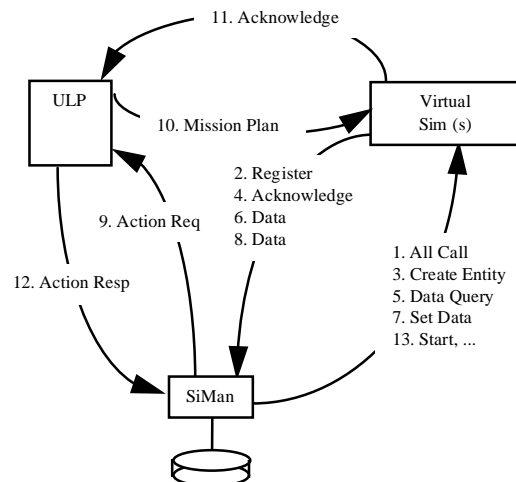 11. Acknowledge
ULP
Virtual
Sim (s)
10. Mission Plan
2. Register
4. Acknowledge
6. Data
8. Data
9. Action Req
1. All Call
3. Create Entity
5. Data Query
7. Set Data
13. Start, ...
12. Action Resp
SiMan